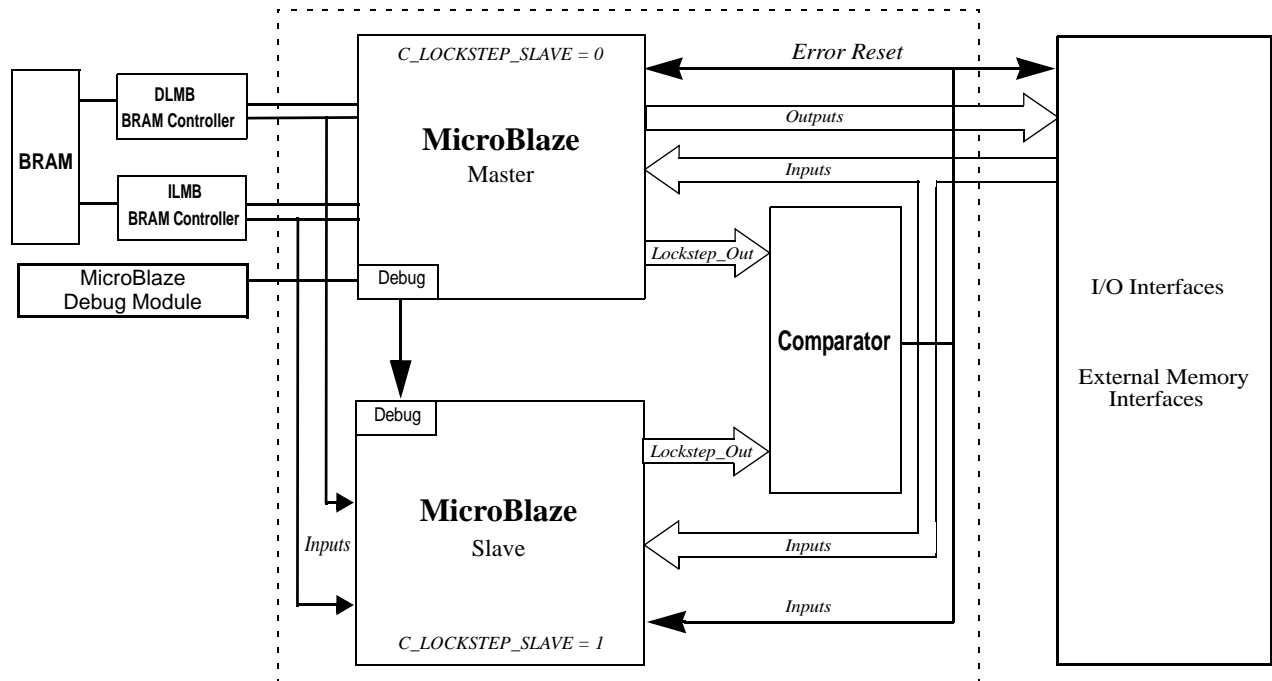 C_LOCKSTEP_SLAVE = 0
Error Reset
DLMB
BRAM Controller
Outputs
MicroBlaze
Master
BRAM
Inputs
ILMB
BRAM Controller
Lockstep_Out
MicroBlaze
Debug Module
Debug
I/O Interfaces
Comparator
External Memory
Interfaces
Debug
Lockstep_Out
MicroBlaze
Slave
Inputs
Inputs
Inputs
C_LOCKSTEP_SLAVE = 1